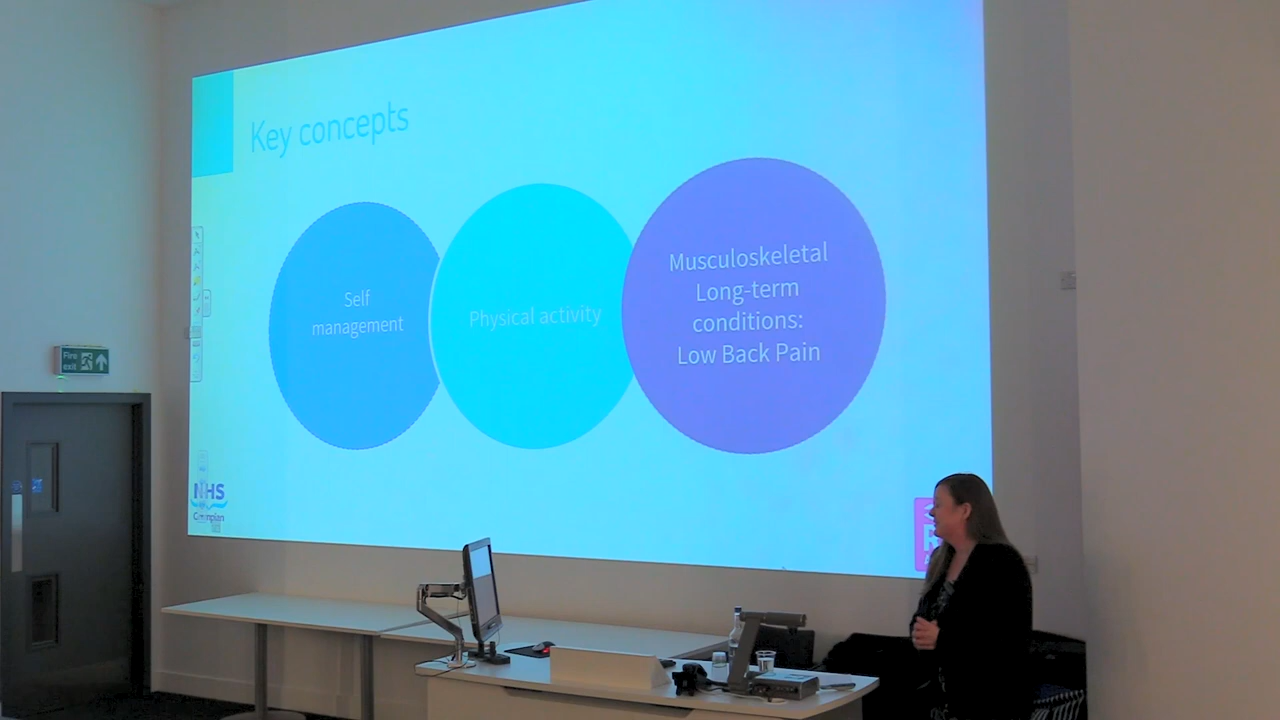 Key concepts
Self
management
Physical activity
Musculoskeletal
Long-term
conditions:
Low Back Pain
Fire
exit
NHS
Grampian